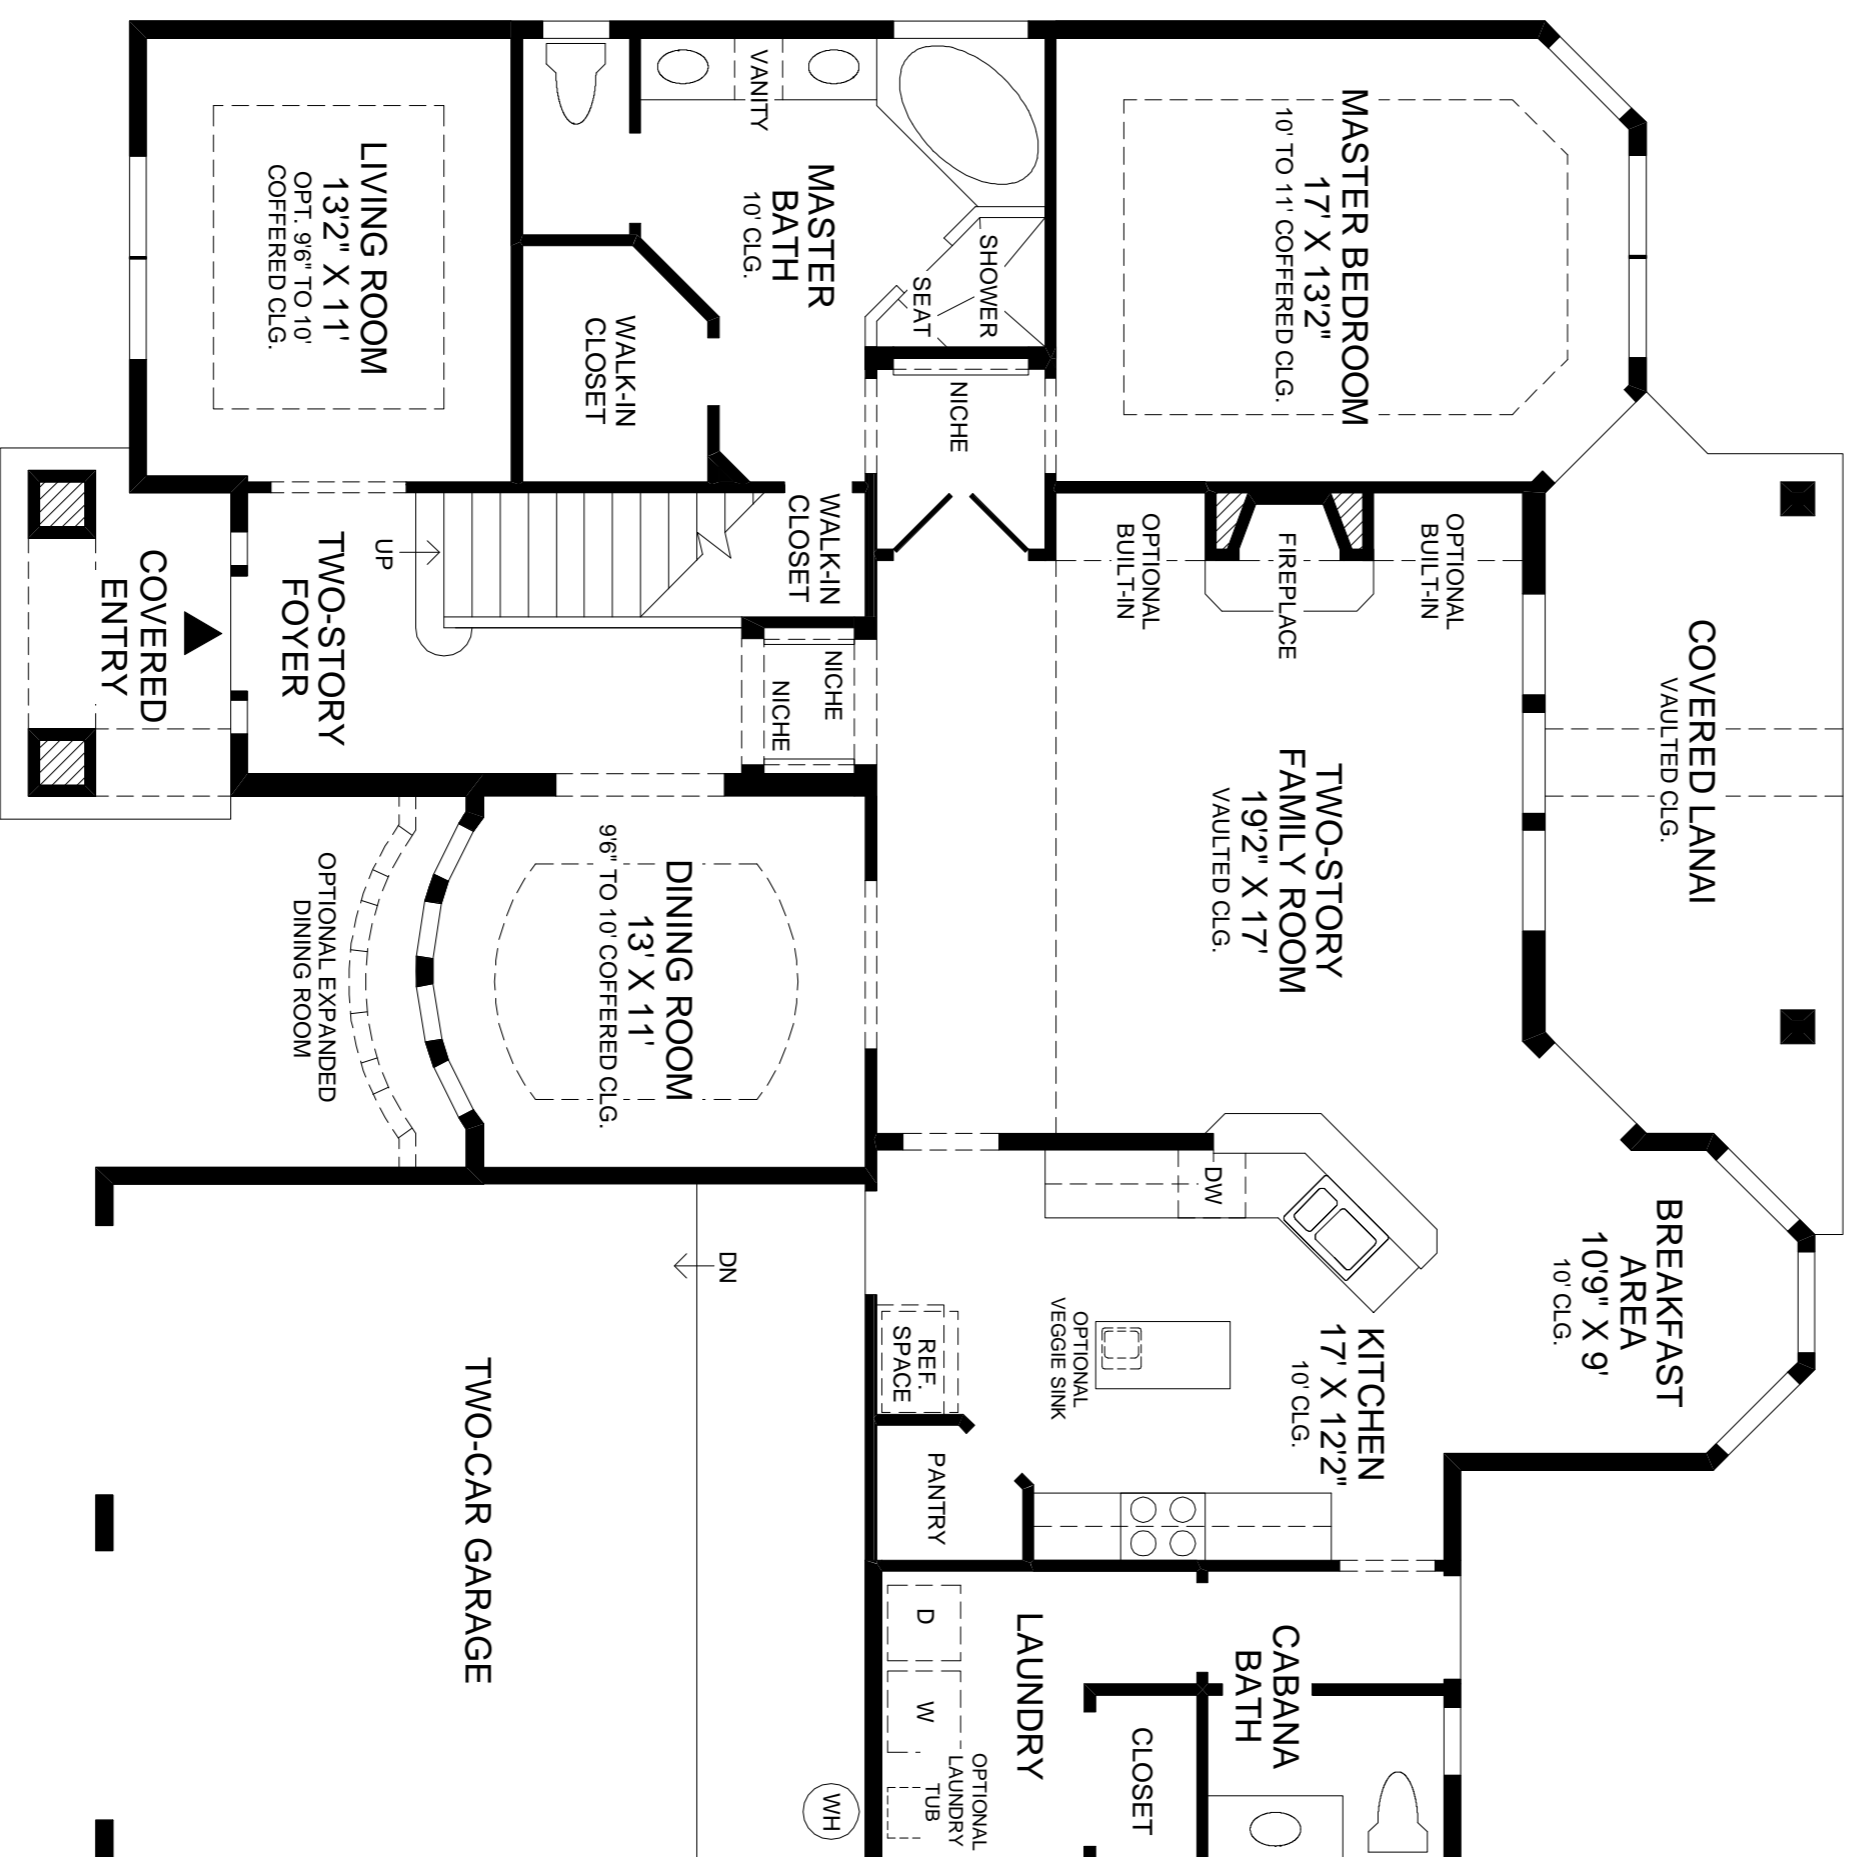 COVERED LANAI
VAULTED CLG.
MASTER BEDROOM
17' X 13'2"
10' TO 11' COFFERED CLG.
OPTIONAL
BUILT-IN
FIREPLACE
OPTIONAL
BUILT-IN
TWO-STORY
FAMILY ROOM
19'2" X 17'
VAULTED CLG.
BREAKFAST
AREA
10'9" X 9'
10' CLG.
KITCHEN
17' X 12'2"
10' CLG.
DW
OPTIONAL
VEGGIE SINK
REF.
SPACE
PANTRY
CABANA
BATH
CLOSET
LAUNDRY
D
W
OPTIONAL
LAUNDRY
TUB
WH
SHOWER
SEAT
NICHE
MASTER
BATH
10' CLG.
VANITY
WALK-IN
CLOSET
WALK-IN
CLOSET
NICHE
NICHE
LIVING ROOM
13'2" X 11'
OPT. 9'6" TO 10'
COFFERED CLG.
UP
TWO-STORY
FOYER
COVERED
ENTRY
DINING ROOM
13' X 11'
9'6" TO 10' COFFERED CLG.
OPTIONAL EXPANDED
DINING ROOM
DN
TWO-CAR GARAGE